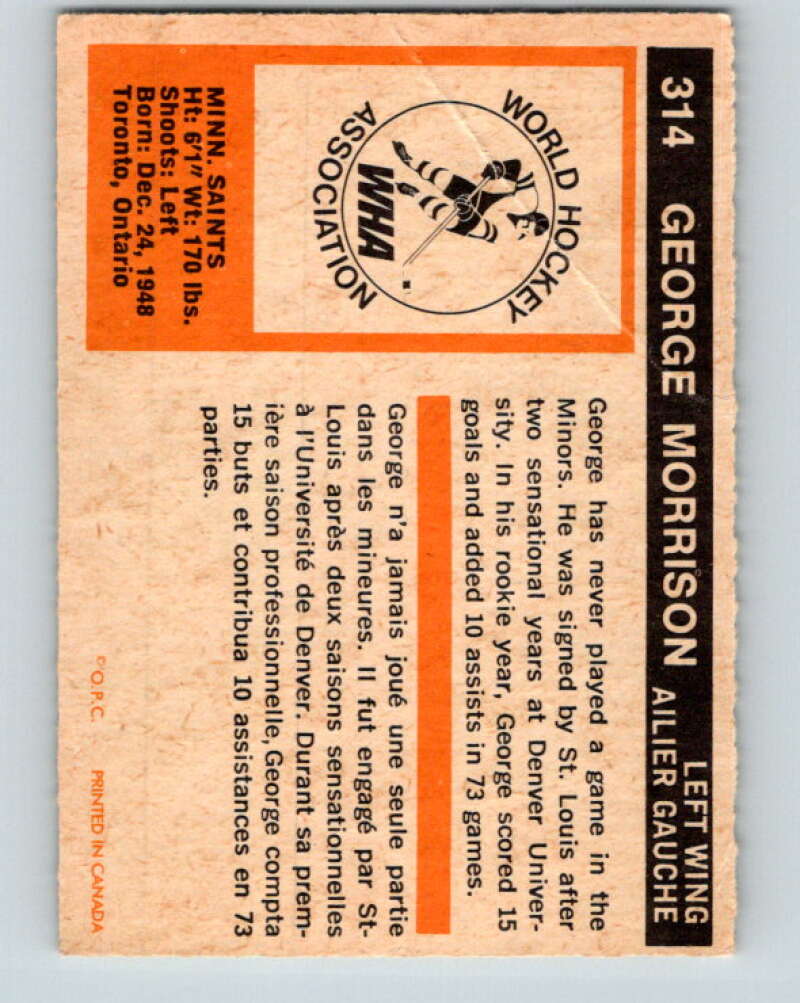 314 GEORGE MORRISON LEFT WING
AILIER GAUCHE
WORLD HOCKEY
ASSOCIATION
WHA
MINN. SAINTS
Ht: 6'1" Wt: 170 lbs.
Shoots: Left
Born: Dec. 24, 1948
Toronto, Ontario
George has never played a game in the
Minors. He was signed by St. Louis after
two sensational years at Denver Univer-
sity. In his rookie year, George scored 15
goals and added 10 assists in 73 games.
George n'a jamais joué une seule partie
dans les mineures. Il fut engagé par St-
Louis après deux saisons sensationnelles
à l'Université de Denver. Durant sa prem-
ière saison professionnelle, George compta
15 buts et contribua 10 assistances en 73
parties.
©O.P.C. PRINTED IN CANADA